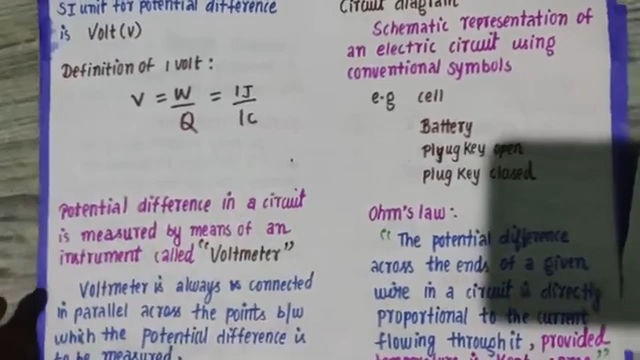 SI unit for potential difference
is Volt (v)
Definition of 1 volt :
V = W/Q = 1J/1C
Potential difference in a circuit
is measured by means of an
instrument called "Voltmeter"
Voltmeter is always is connected
in parallel across the points b/w
which the potential difference is
to be measured.
Circuit diagram
Schematic representation of
an electric circuit using
conventional symbols
e.g cell
Battery
Plyug Key open
Plug Key closed
Ohm's law :-
" The potential difference
across the ends of a given
wire in a circuit is directly
proportional to the current
flowing through it, provided